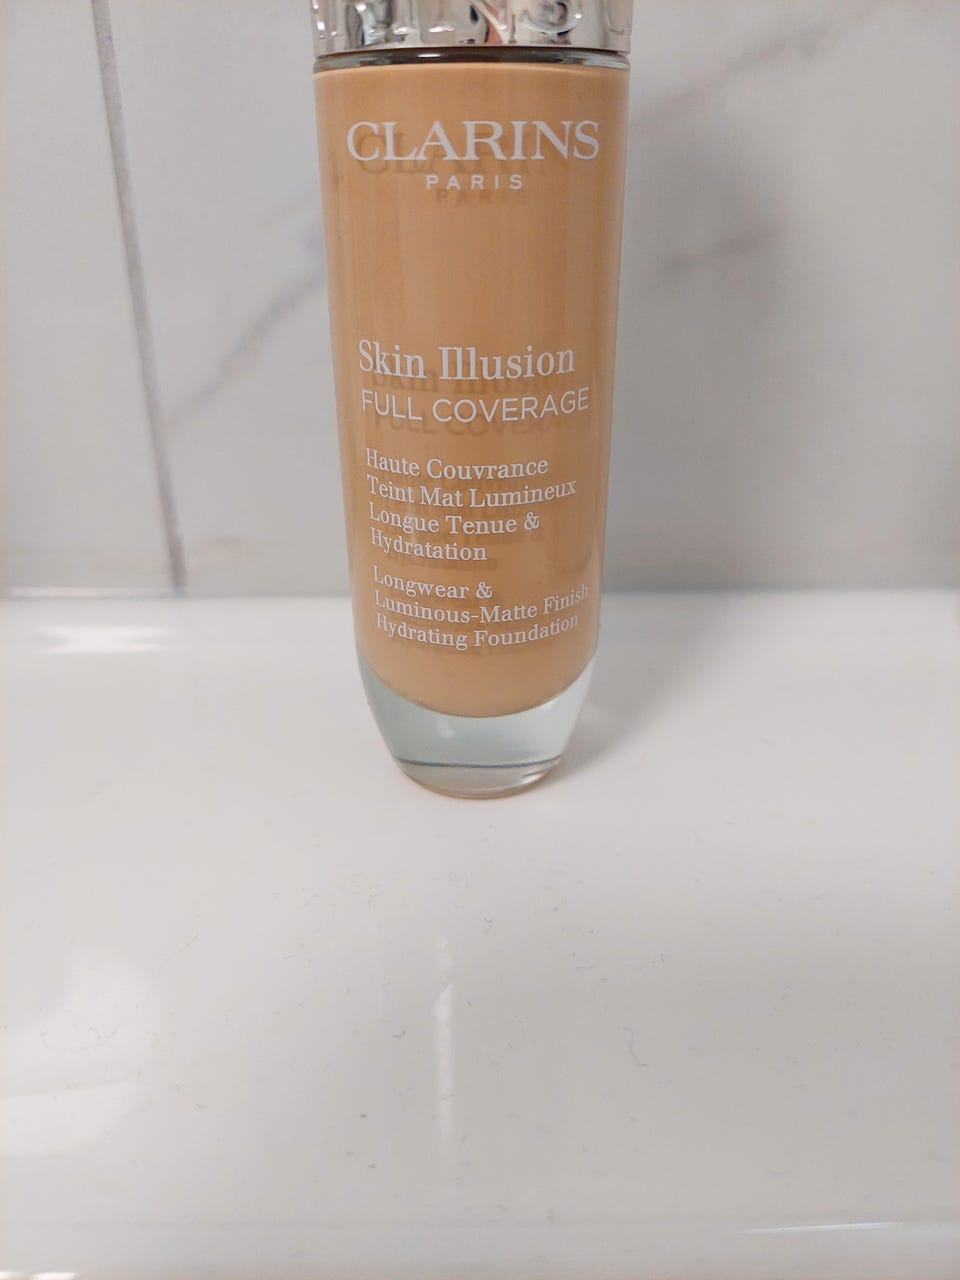 CLARINS
PARIS
Skin Illusion
FULL COVERAGE
Haute Couvrance
Teint Mat Lumineux
Longue Tenue &
Hydratation
Longwear &
Luminous-Matte Finish
Hydrating Foundation